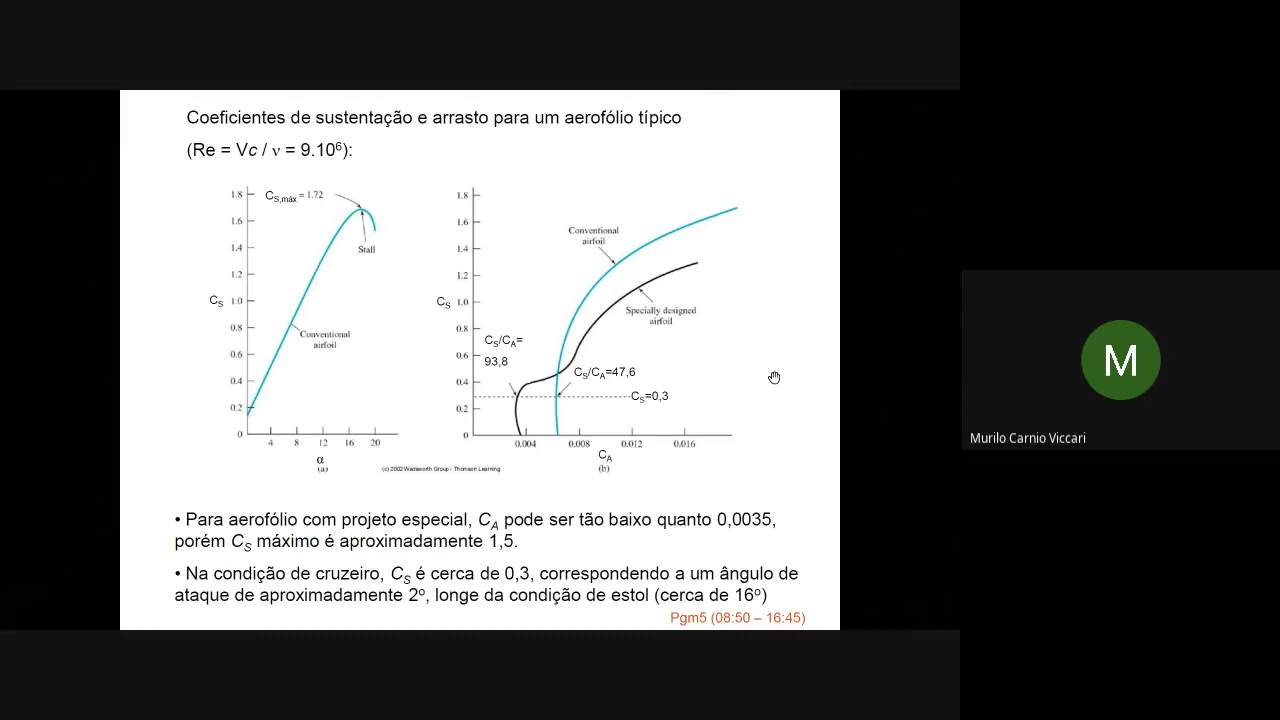 Coeficientes de sustentação e arrasto para um aerofólio típico
(Re = Vc / ν = 9.10⁶):
1.8
1.6
1.4
1.2
1.0
0.8
0.6
0.4
0.2
0
C_S,máx = 1.72
Stall
C_S
Conventional
airfoil
4 8 12 16 20
α
(a)
(c) 2002 Wadsworth Group / Thomson Learning
1.8
1.6
1.4
1.2
1.0
0.8
0.6
0.4
0.2
0
C_S
Conventional
airfoil
Specially designed
airfoil
C_S/C_A=
93,8
C_S/C_A=47,6
C_S=0,3
0.004 0.008 0.012 0.016
C_A
(b)
• Para aerofólio com projeto especial, C_A pode ser tão baixo quanto 0,0035,
porém C_S máximo é aproximadamente 1,5.
• Na condição de cruzeiro, C_S é cerca de 0,3, correspondendo a um ângulo de
ataque de aproximadamente 2º, longe da condição de estol (cerca de 16º)
Pgm5 (08:50 – 16:45)
M
Murilo Carnio Viccari